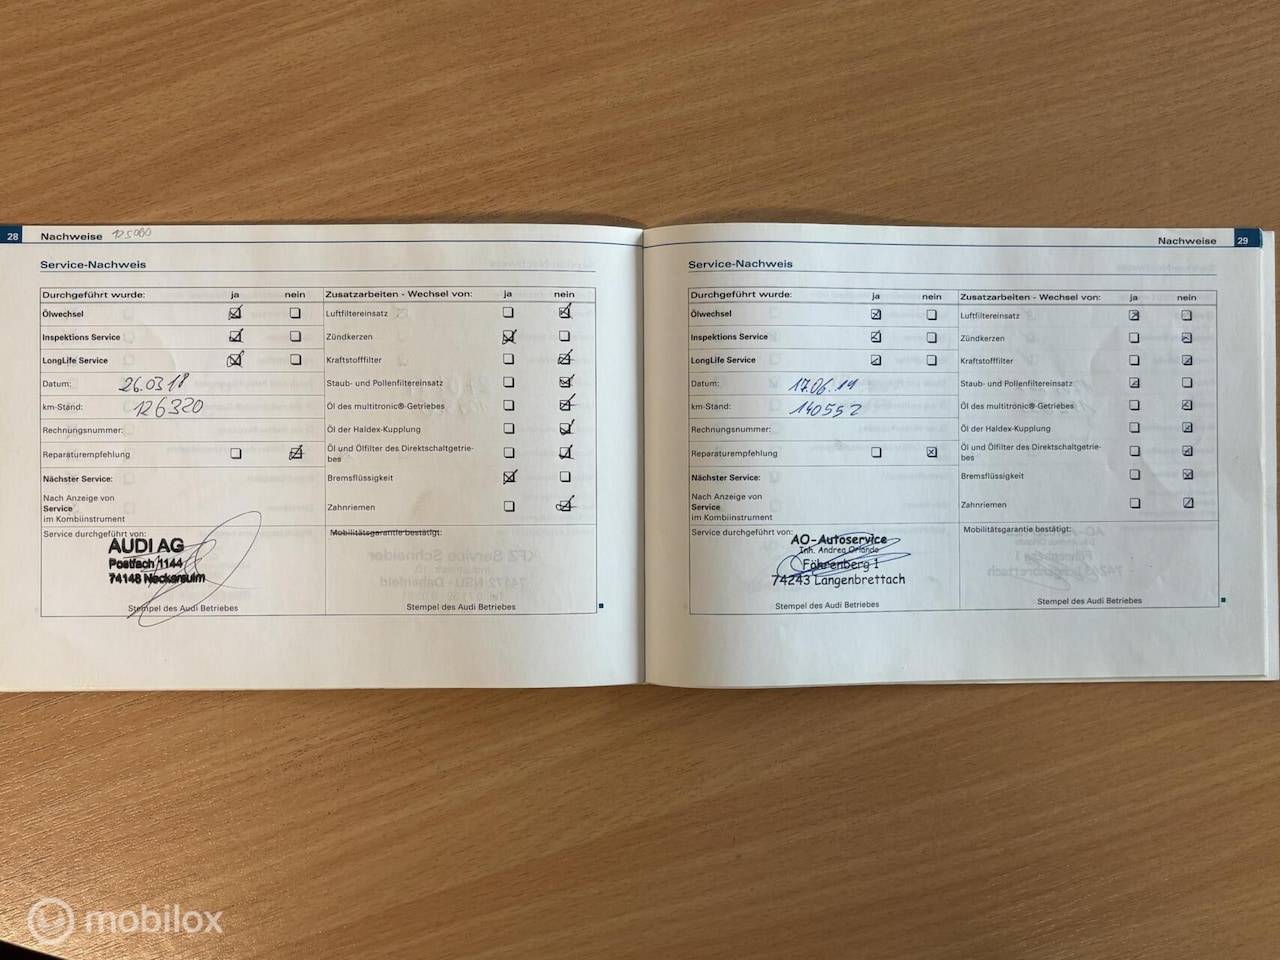 28 Nachweise 125000
Service-Nachweis
Durchgeführt wurde: ja nein
Ölwechsel
Inspektions Service
LongLife Service
Datum: 26.03.18
km-Stand: 126320
Rechnungsnummer:
Reparaturempfehlung
Nächster Service:
Nach Anzeige von
Service
im Kombiinstrument
Service durchgeführt von:
AUDI AG
Postfach 1144
74148 Neckarsulm
Stempel des Audi Betriebes
Zusatzarbeiten - Wechsel von: ja nein
Luftfiltereinsatz
Zündkerzen
Kraftstofffilter
Staub- und Pollenfiltereinsatz
Öl des multitronic®-Getriebes
Öl der Haldex-Kupplung
Öl und Ölfilter des Direktschaltgetrie-
bes
Bremsflüssigkeit
Zahnriemen
Mobilitätsgarantie bestätigt:
Stempel des Audi Betriebes
Nachweise 29
Service-Nachweis
Durchgeführt wurde: ja nein
Ölwechsel
Inspektions Service
LongLife Service
Datum: 17.06.19
km-Stand: 140552
Rechnungsnummer:
Reparaturempfehlung
Nächster Service:
Nach Anzeige von
Service
im Kombiinstrument
Service durchgeführt von:
AO-Autoservice
Inh. Andrea Orlando
Föhrenberg 1
74243 Langenbrettach
Stempel des Audi Betriebes
Zusatzarbeiten - Wechsel von: ja nein
Luftfiltereinsatz
Zündkerzen
Kraftstofffilter
Staub- und Pollenfiltereinsatz
Öl des multitronic®-Getriebes
Öl der Haldex-Kupplung
Öl und Ölfilter des Direktschaltgetrie-
bes
Bremsflüssigkeit
Zahnriemen
Mobilitätsgarantie bestätigt:
Stempel des Audi Betriebes
mobilox